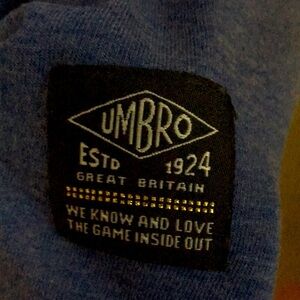 UMBRO
ESTD 1924
GREAT BRITAIN
WE KNOW AND LOVE
THE GAME INSIDE OUT